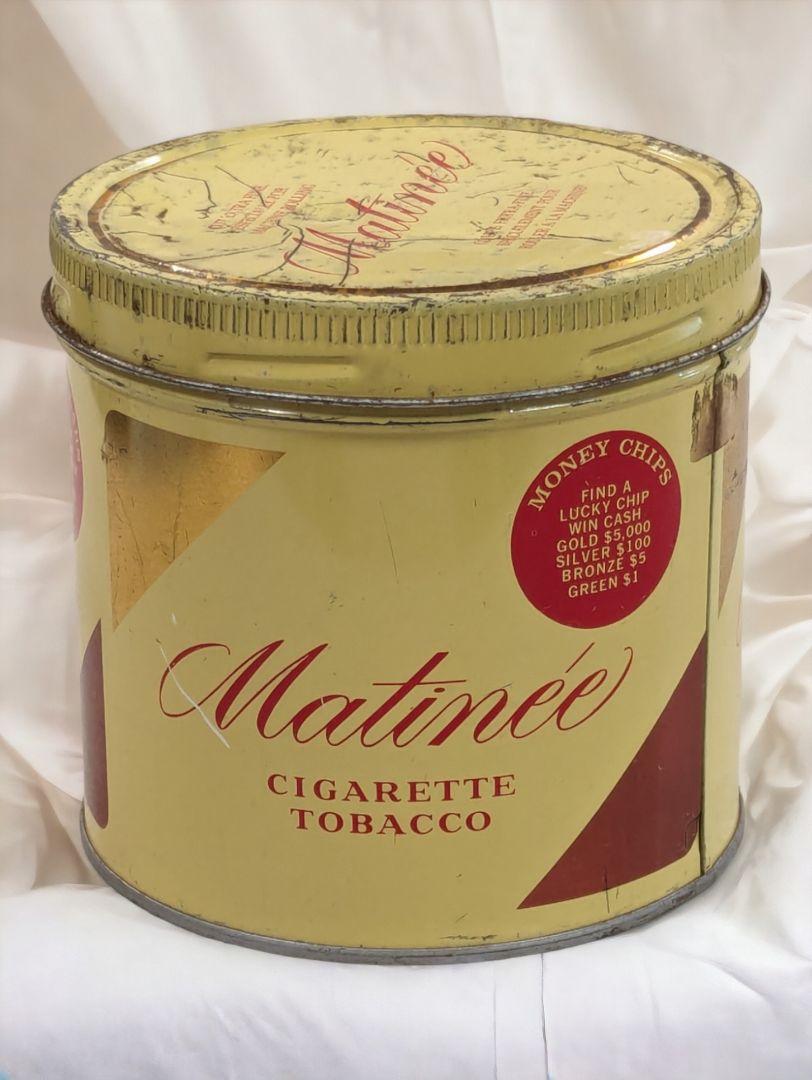 Matinée
MONEY CHIPS
FIND A
LUCKY CHIP
WIN CASH
GOLD $5,000
SILVER $100
BRONZE $5
GREEN $1
Matinée
CIGARETTE
TOBACCO